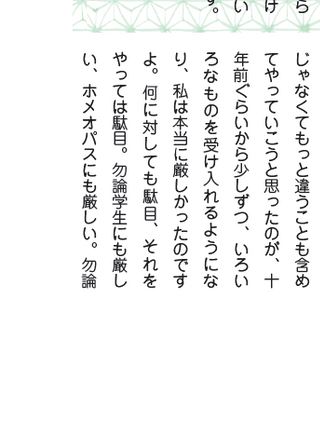 ら
け
い
す。
じゃなくてもっと違うことも含め
てやっていこうと思ったのが、十
年前ぐらいから少しずつ、いろい
ろなものを受け入れるようにな
り、私は本当に厳しかったのです
よ。何に対しても駄目、それを
やっては駄目。勿論学生にも厳し
い、ホメオパスにも厳しい。勿論